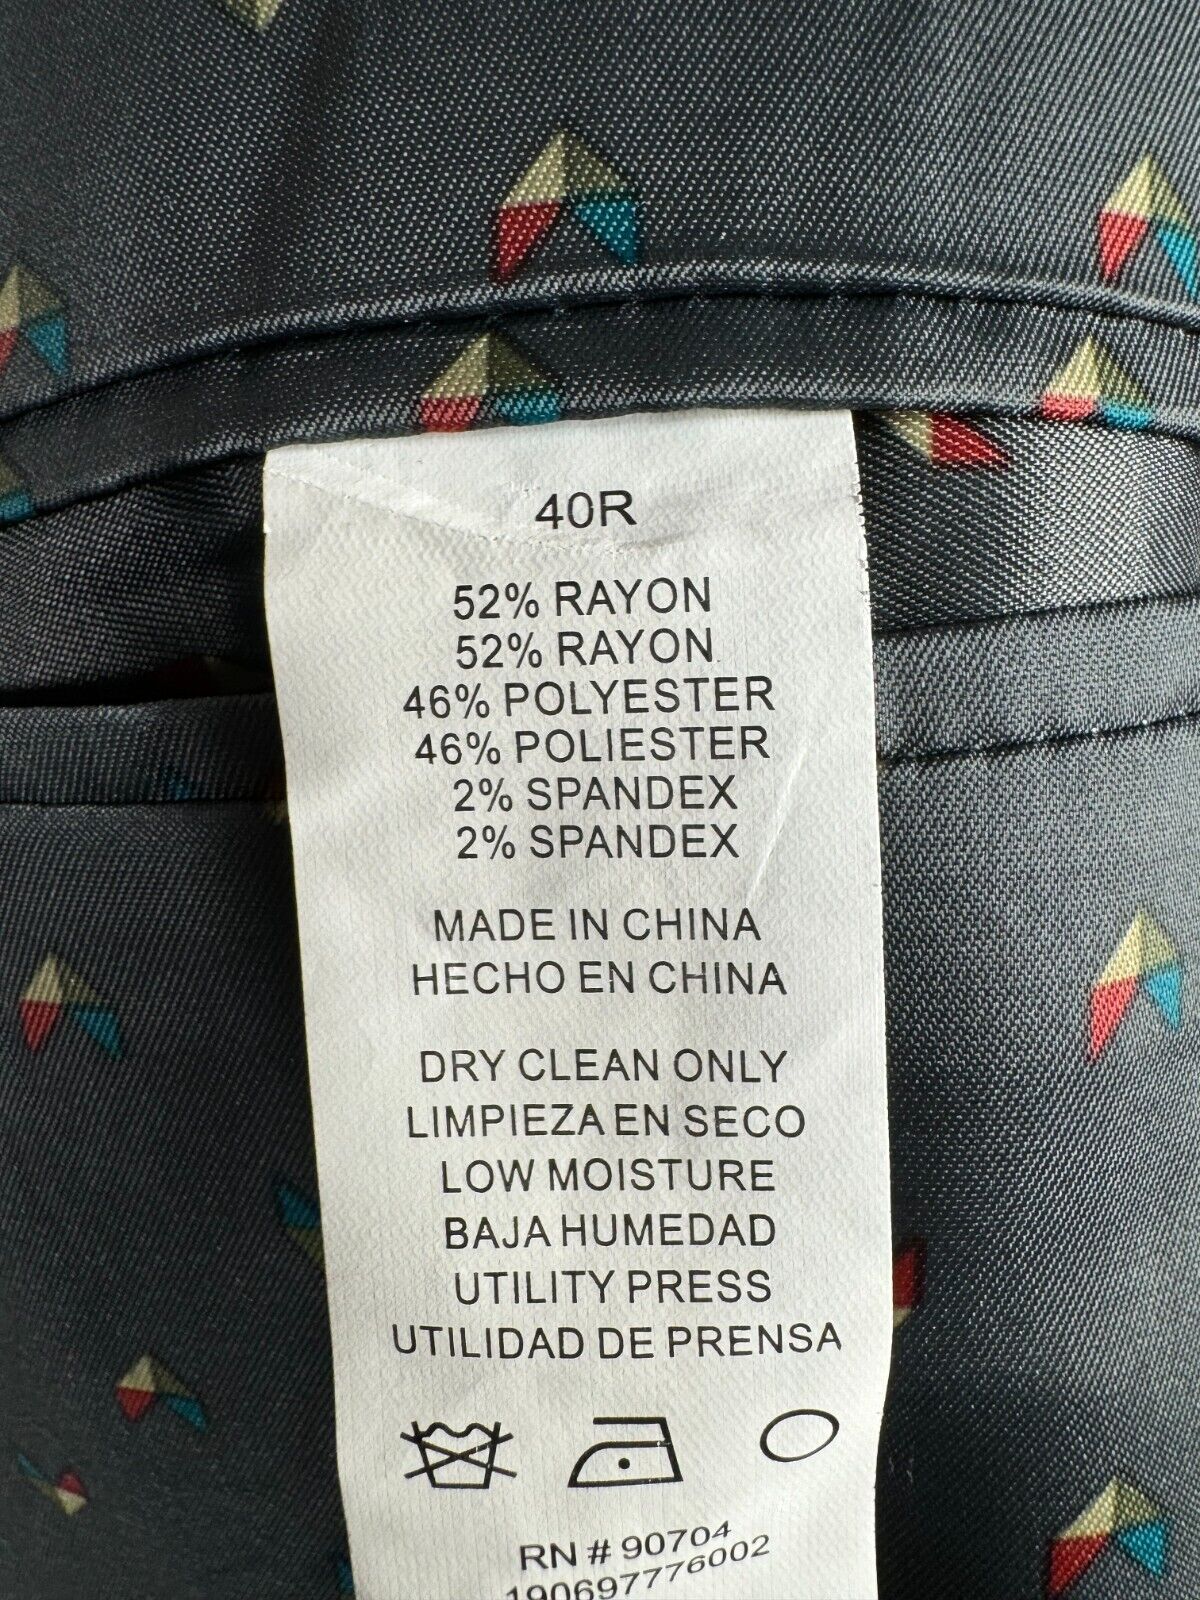 40R
52% RAYON
52% RAYON
46% POLYESTER
46% POLIESTER
2% SPANDEX
2% SPANDEX
MADE IN CHINA
HECHO EN CHINA
DRY CLEAN ONLY
LIMPIEZA EN SECO
LOW MOISTURE
BAJA HUMEDAD
UTILITY PRESS
UTILIDAD DE PRENSA
RN # 90704
190697776002